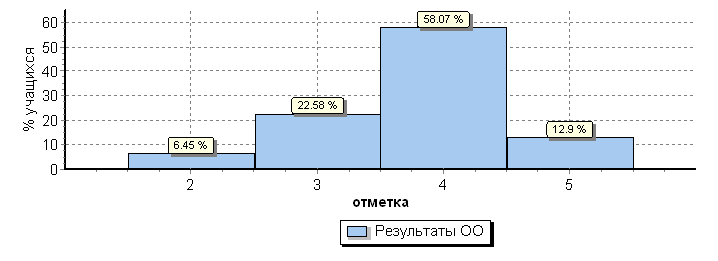 % учащихся
60
50
40
30
20
10
0
6.45 %
22.58 %
58.07 %
12.9 %
2 3 4 5
отметка
Результаты ОО